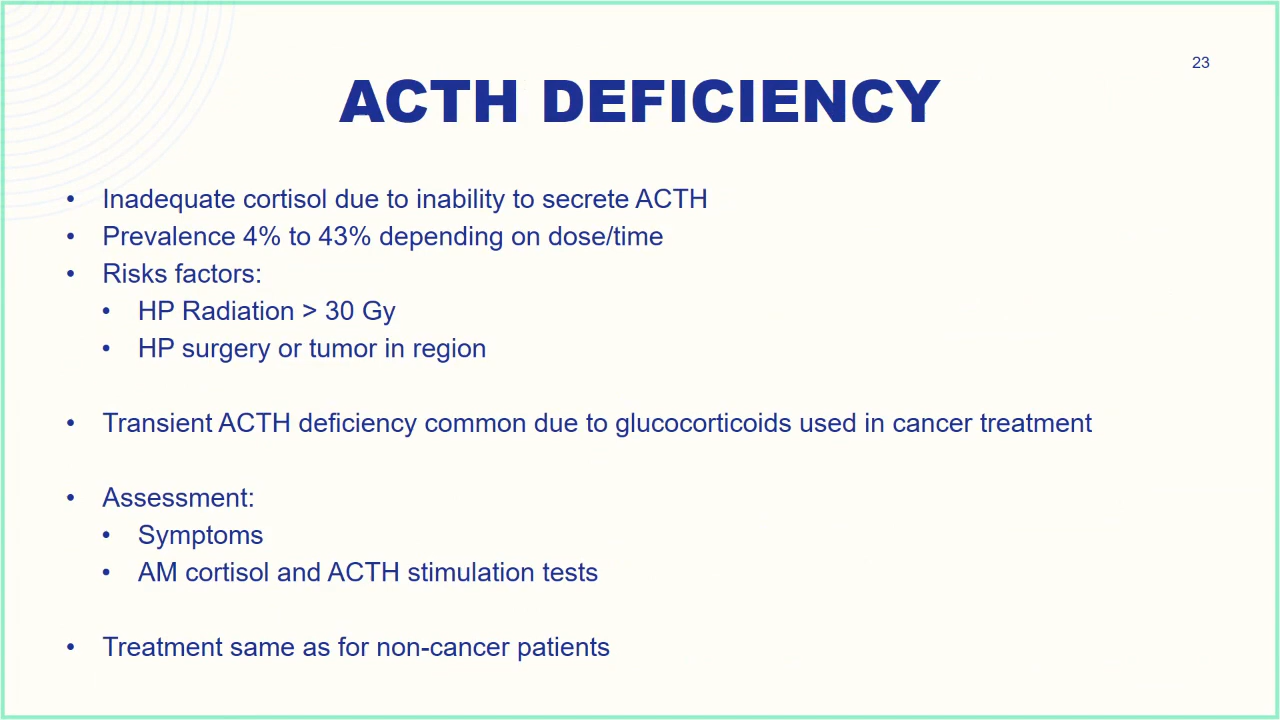 23
ACTH DEFICIENCY
• Inadequate cortisol due to inability to secrete ACTH
• Prevalence 4% to 43% depending on dose/time
• Risks factors:
• HP Radiation > 30 Gy
• HP surgery or tumor in region
• Transient ACTH deficiency common due to glucocorticoids used in cancer treatment
• Assessment:
• Symptoms
• AM cortisol and ACTH stimulation tests
• Treatment same as for non-cancer patients